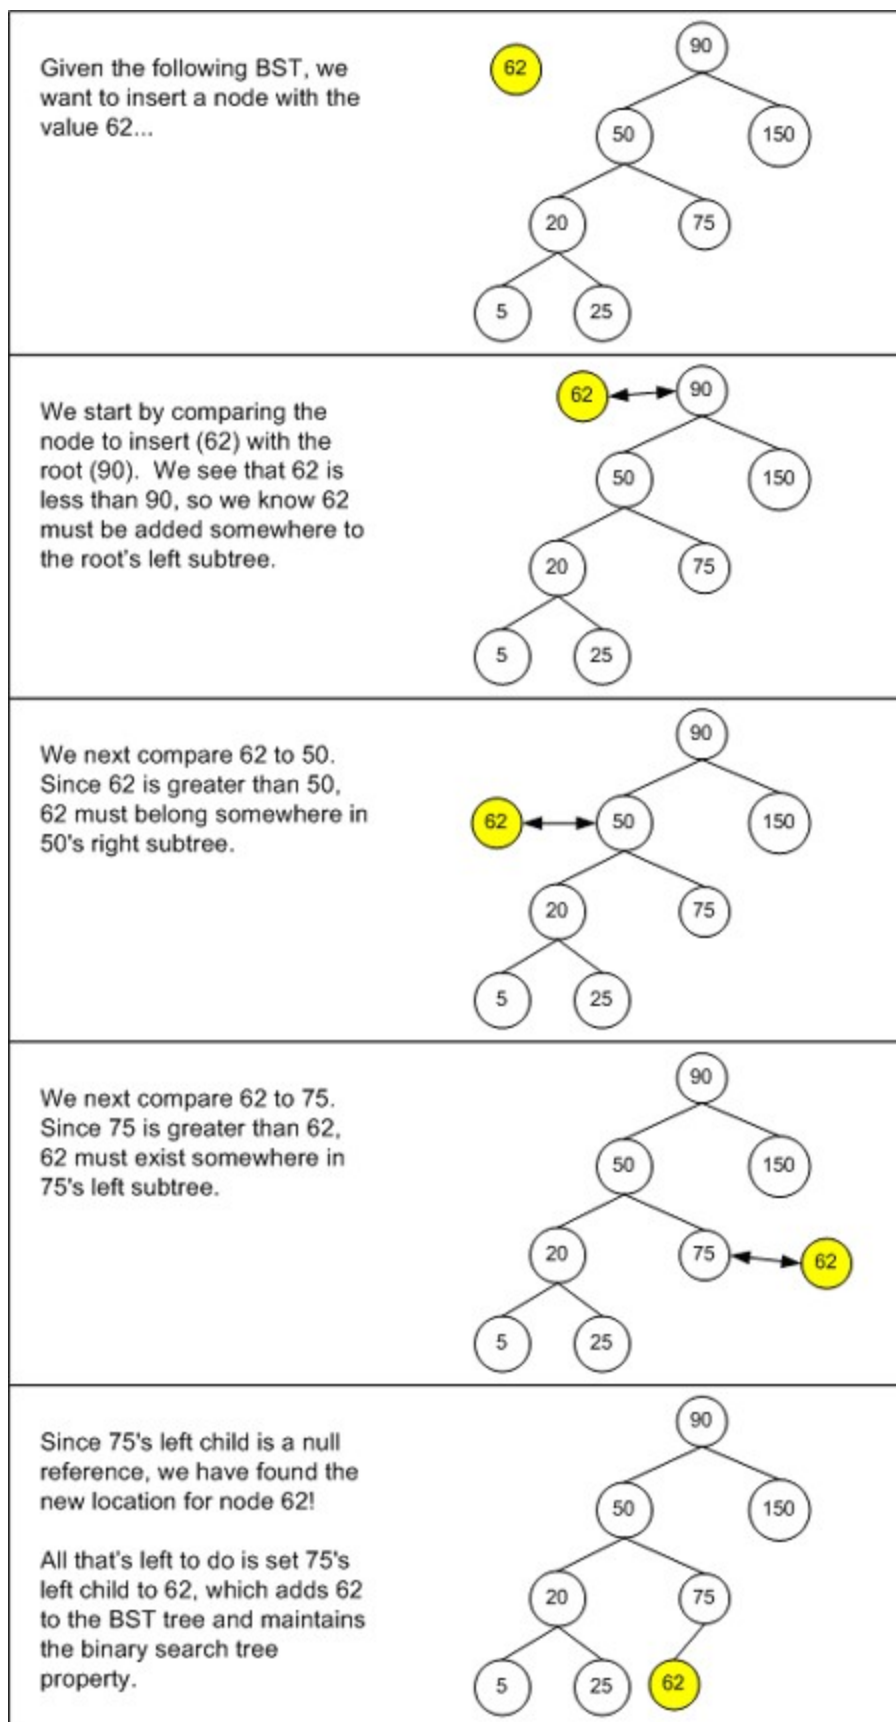 Given the following BST, we
want to insert a node with the
value 62...
62
90
50
150
20
75
5
25
We start by comparing the
node to insert (62) with the
root (90).  We see that 62 is
less than 90, so we know 62
must be added somewhere to
the root's left subtree.
62
90
50
150
20
75
5
25
We next compare 62 to 50.
Since 62 is greater than 50,
62 must belong somewhere in
50's right subtree.
90
62
50
150
20
75
5
25
We next compare 62 to 75.
Since 75 is greater than 62,
62 must exist somewhere in
75's left subtree.
90
50
150
20
75
62
5
25
Since 75's left child is a null
reference, we have found the
new location for node 62!
All that's left to do is set 75's
left child to 62, which adds 62
to the BST tree and maintains
the binary search tree
property.
90
50
150
20
75
5
25
62